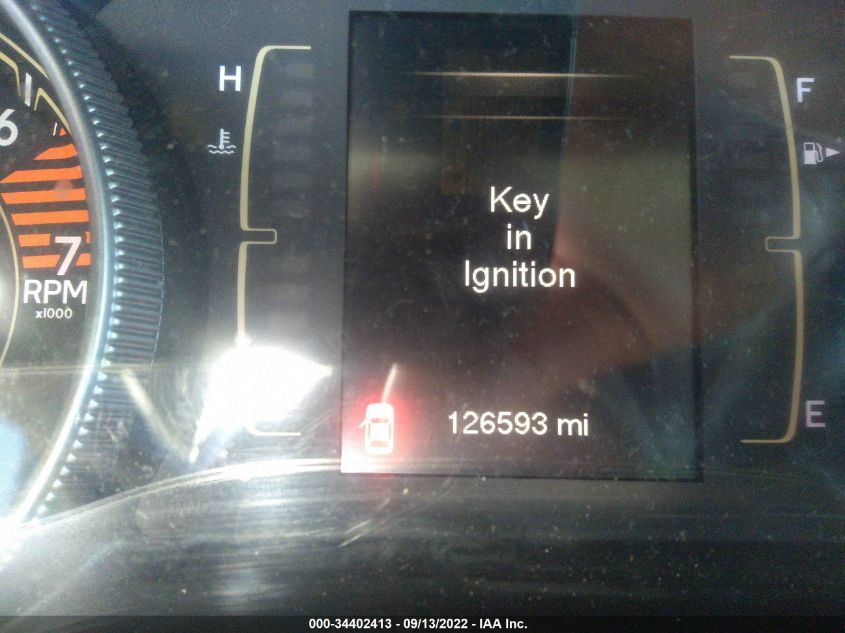 H
F
6
Key
in
Ignition
7
RPM
x1000
E
126593 mi
000-34402413 - 09/13/2022 - IAA Inc.